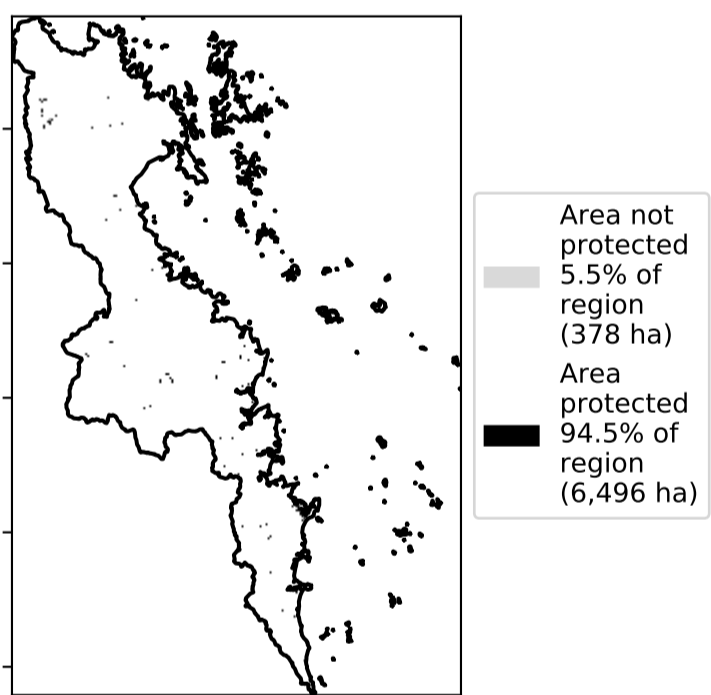 Area not
protected
5.5% of
region
(378 ha)
Area
protected
94.5% of
region
(6,496 ha)